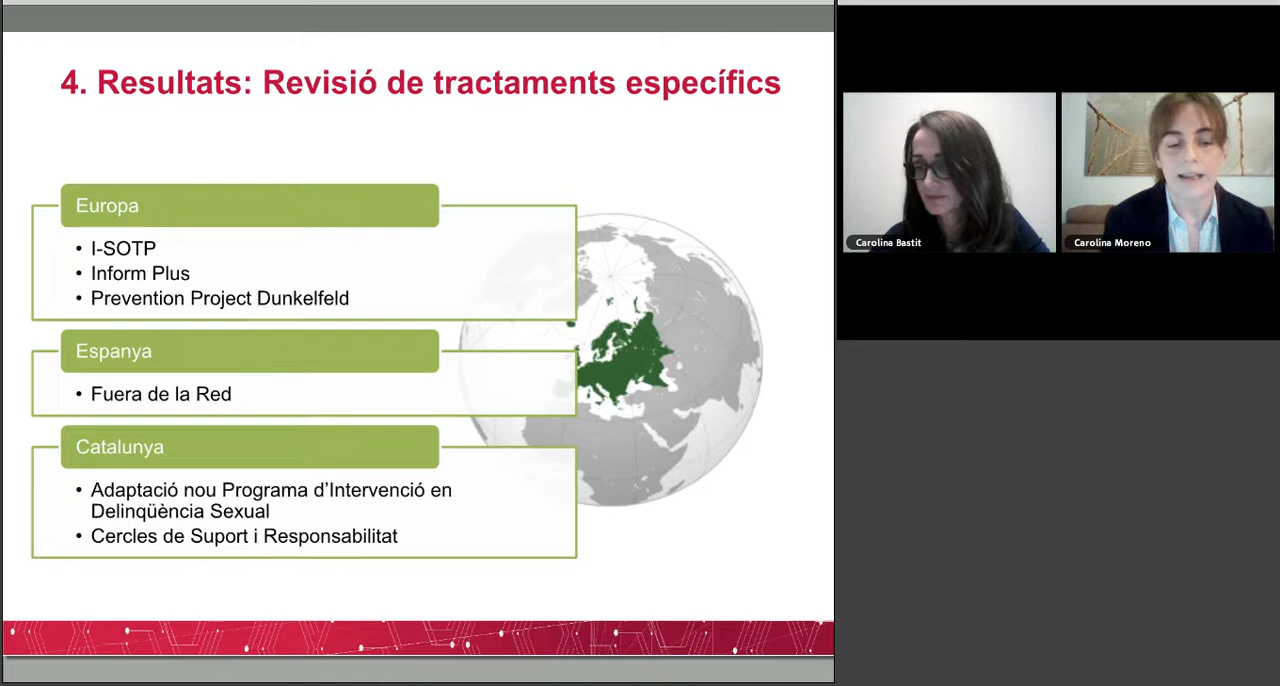 4. Resultats: Revisió de tractaments específics
Europa
• I-SOTP
• Inform Plus
• Prevention Project Dunkelfeld
Espanya
• Fuera de la Red
Catalunya
• Adaptació nou Programa d’Intervenció en
Delinqüència Sexual
• Cercles de Suport i Responsabilitat
Carolina Bastit
Carolina Moreno